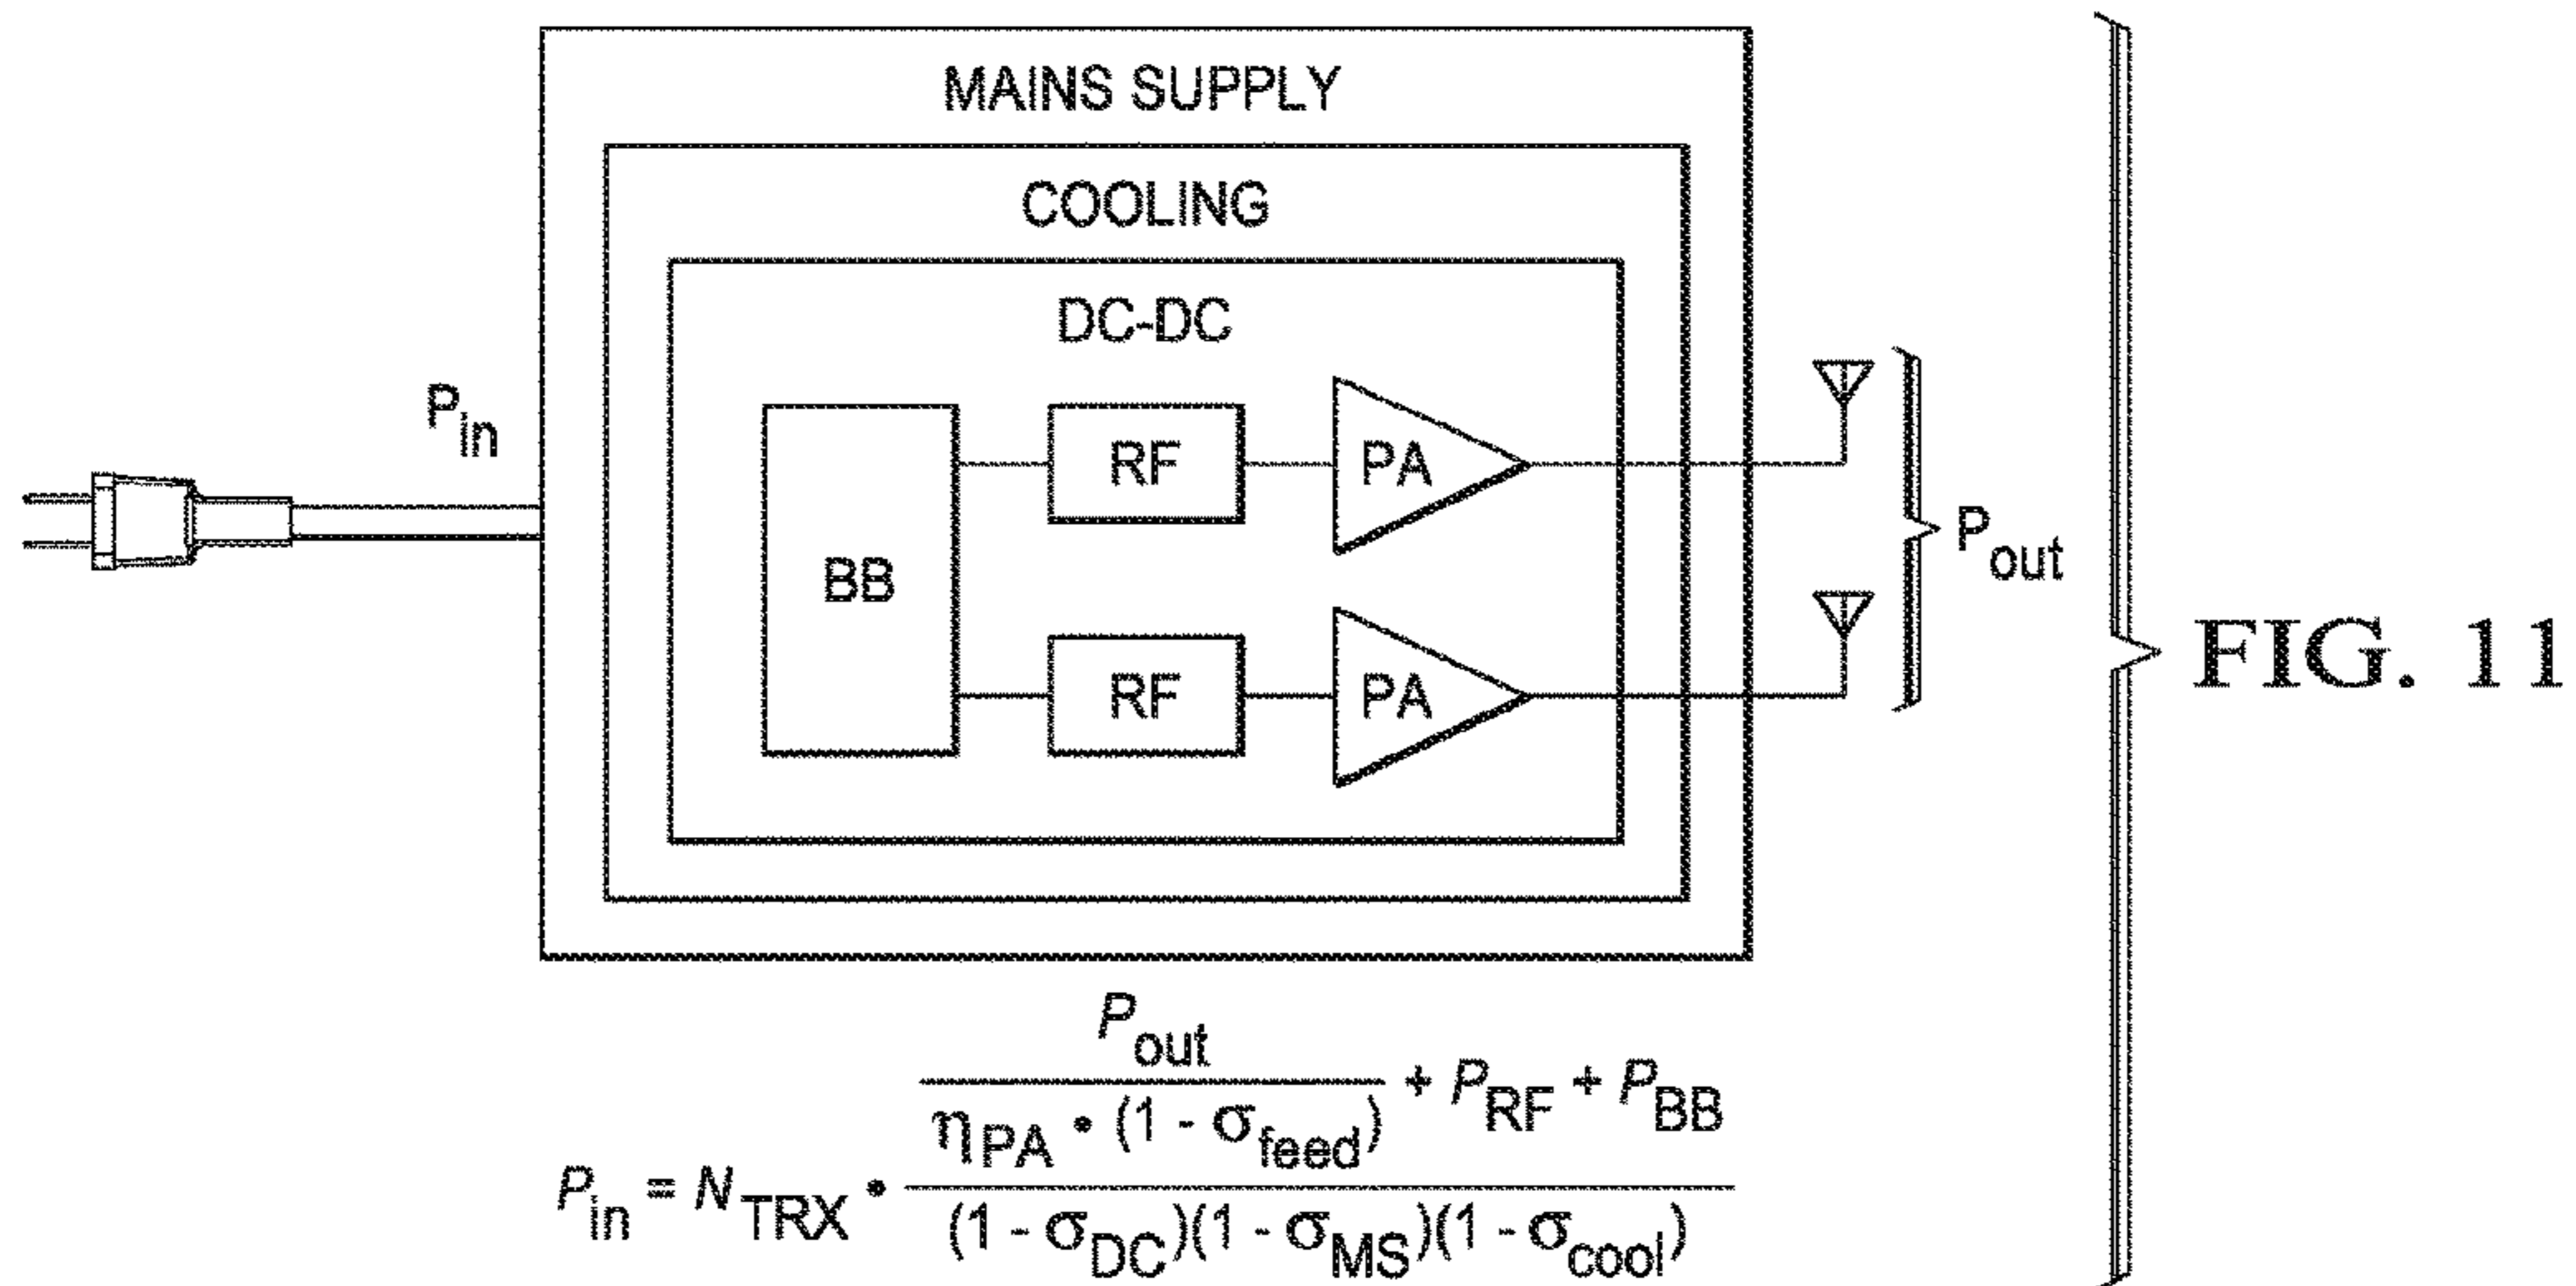 MAINS SUPPLY
COOLING
DC-DC
P_in
BB
RF
PA
RF
PA
P_out
FIG. 11
P_in = N_TRX • (P_out / (η_PA • (1 - σ_feed)) + P_RF + P_BB) / ((1 - σ_DC)(1 - σ_MS)(1 - σ_cool))